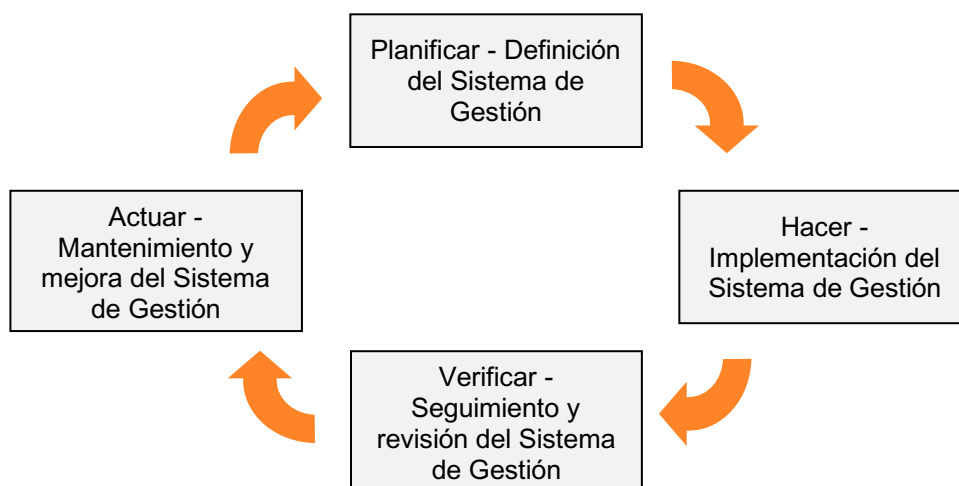 Planificar - Definición
del Sistema de
Gestión
Actuar -
Mantenimiento y
mejora del Sistema
de Gestión
Hacer -
Implementación del
Sistema de Gestión
Verificar -
Seguimiento y
revisión del Sistema
de Gestión